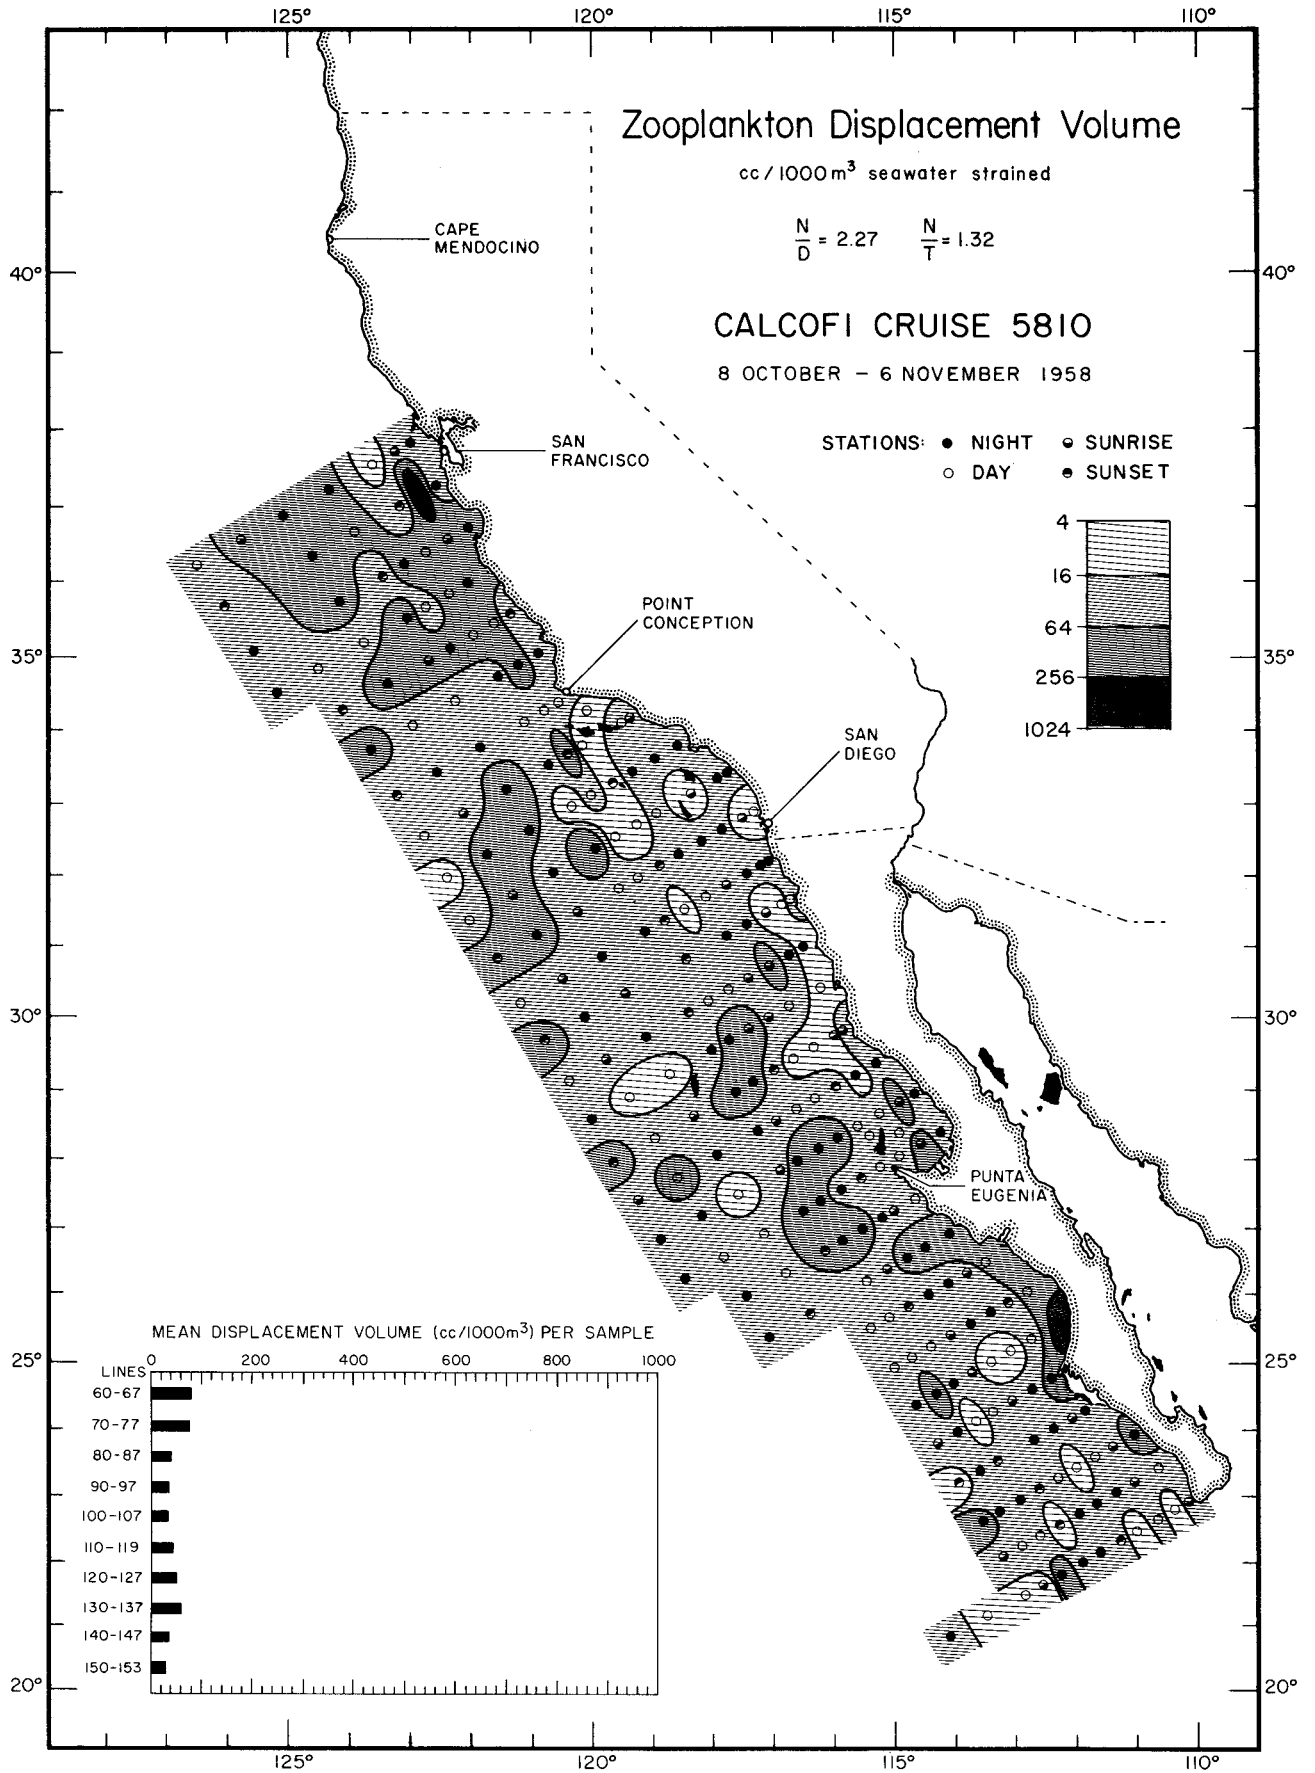 125° 120° 115° 110°
Zooplankton Displacement Volume
cc/1000m³ seawater strained
N/D = 2.27 N/T = 1.32
CAPE
MENDOCINO
40° 40°
CALCOFI CRUISE 5810
8 OCTOBER – 6 NOVEMBER 1958
STATIONS: ● NIGHT SUNRISE
○ DAY SUNSET
SAN
FRANCISCO
4
16
64
256
1024
POINT
CONCEPTION
35° 35°
SAN
DIEGO
30° 30°
PUNTA
EUGENIA
MEAN DISPLACEMENT VOLUME (cc/1000m³) PER SAMPLE
25° 25°
LINES 0 200 400 600 800 1000
60-67
70-77
80-87
90-97
100-107
110-119
120-127
130-137
140-147
150-153
20° 20°
125° 120° 115° 110°